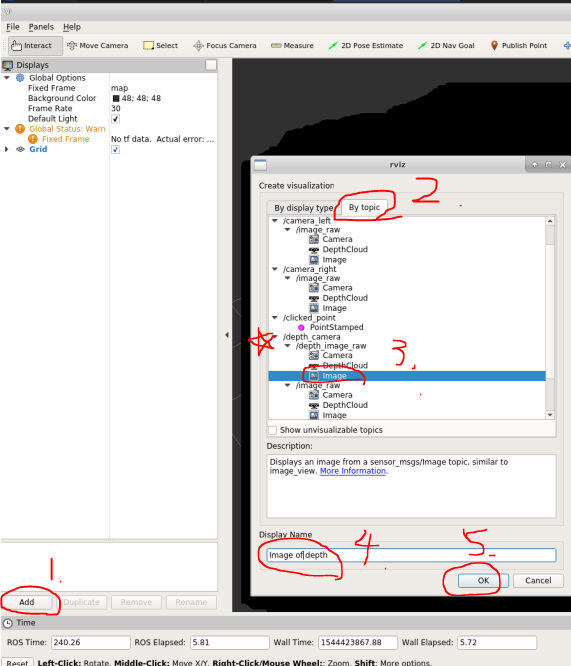 File Panels Help
Interact Move Camera Select Focus Camera Measure 2D Pose Estimate 2D Nav Goal Publish Point
Displays
Global Options
Fixed Frame map
Background Color 48; 48; 48
Frame Rate 30
Default Light
Global Status: Warn
Fixed Frame No tf data. Actual error: ...
Grid
rviz
Create visualization
2
By display type By topic
/camera_left
/image_raw
Camera
DepthCloud
Image
/camera_right
/image_raw
Camera
DepthCloud
Image
/clicked_point
PointStamped
/depth_camera
/depth_image_raw
Camera
DepthCloud
3.
Image
/image_raw
Camera
DepthCloud
Image
Show unvisualizable topics
Description:
Displays an image from a sensor_msgs/Image topic, similar to
image_view. More Information.
Display Name
4.
5.
Image of depth
OK Cancel
1.
Add Duplicate Remove Rename
Time
ROS Time: 240.26 ROS Elapsed: 5.81 Wall Time: 1544423867.88 Wall Elapsed: 5.72
Reset Left-Click: Rotate. Middle-Click: Move X/Y. Right-Click/Mouse Wheel:: Zoom. Shift: More options.